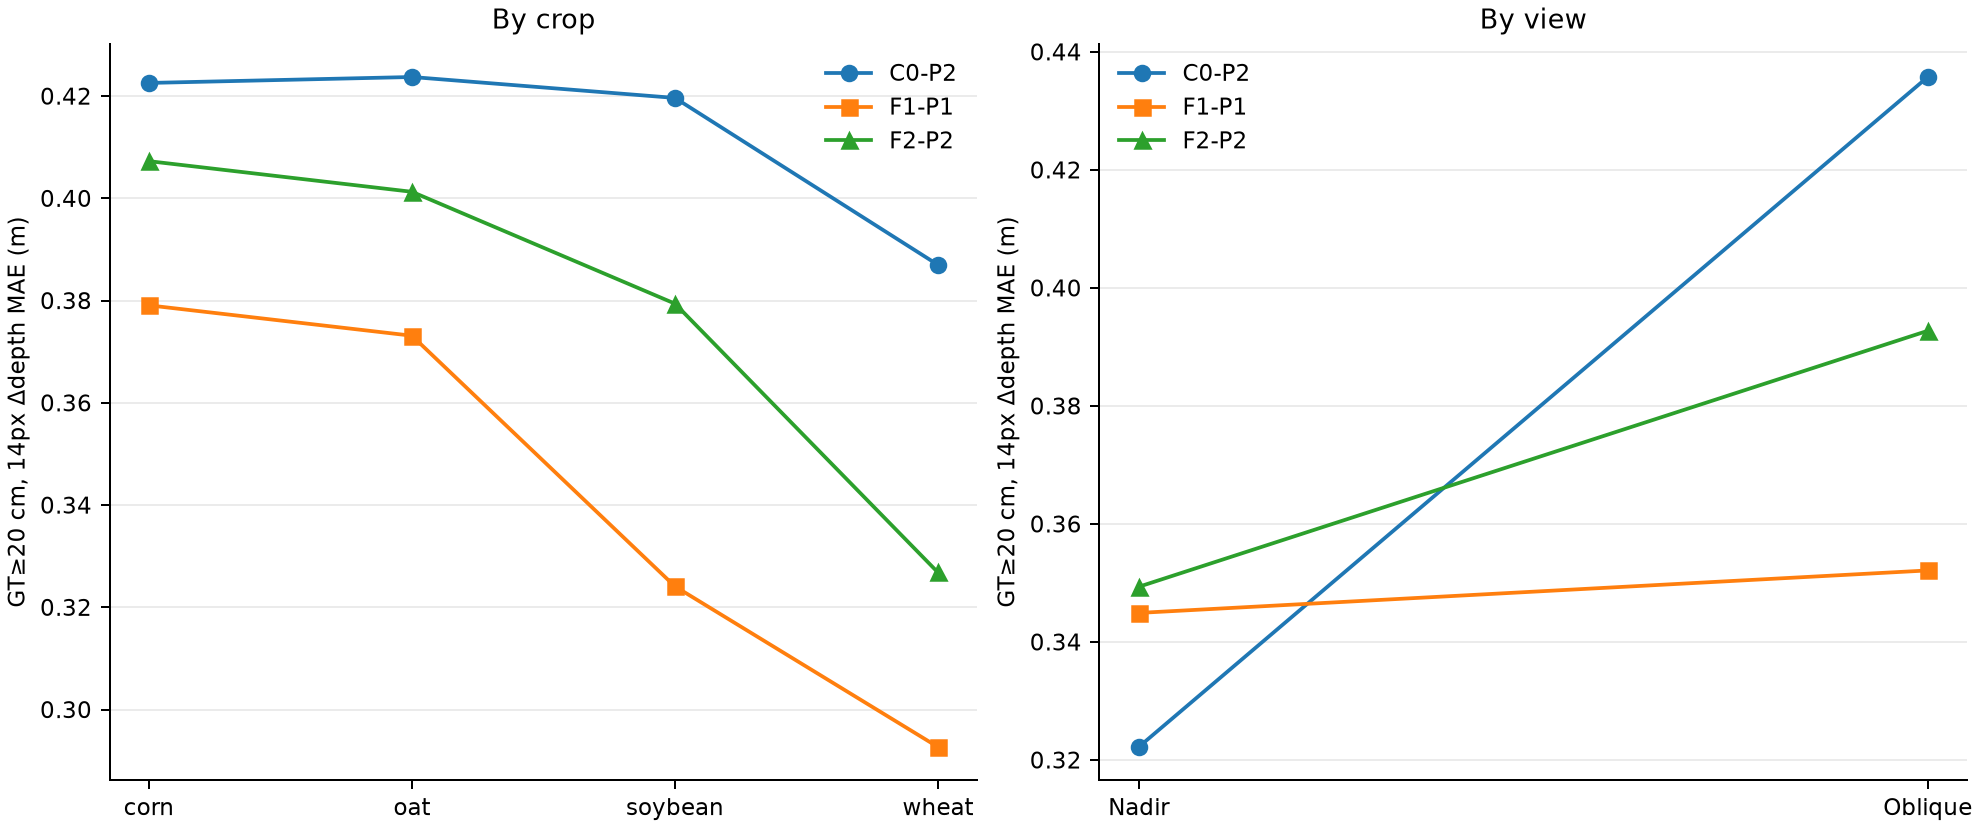 By crop
GT≥20 cm, 14px Δdepth MAE (m)
0.42
0.40
0.38
0.36
0.34
0.32
0.30
C0-P2
F1-P1
F2-P2
corn oat soybean wheat
By view
GT≥20 cm, 14px Δdepth MAE (m)
0.44
0.42
0.40
0.38
0.36
0.34
0.32
C0-P2
F1-P1
F2-P2
Nadir Oblique